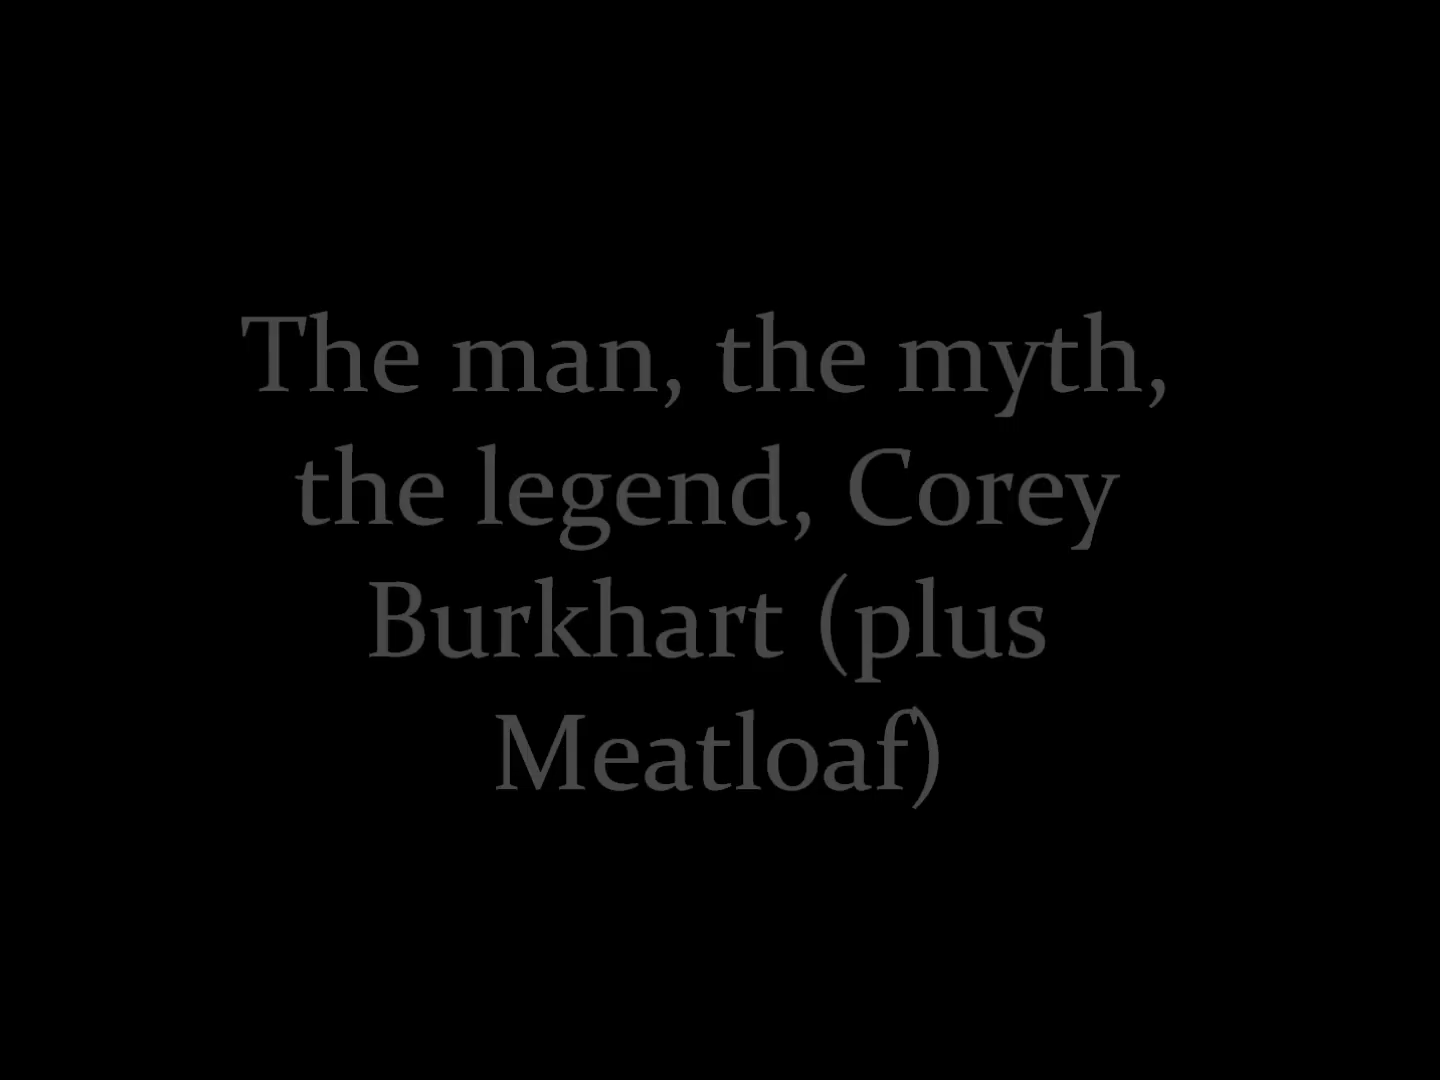 The man, the myth,
the legend, Corey
Burkhart (plus
Meatloaf)